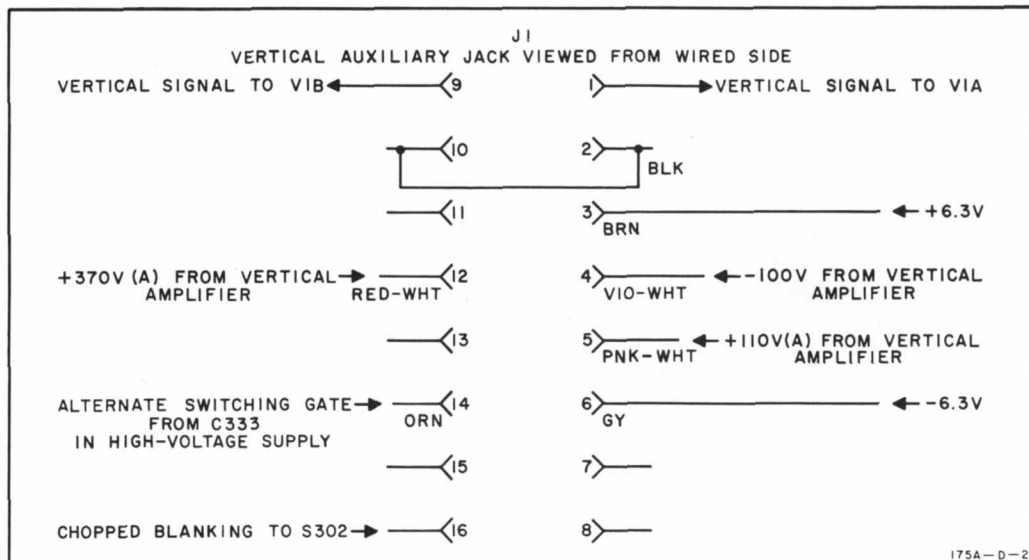 J1
VERTICAL AUXILIARY JACK VIEWED FROM WIRED SIDE
VERTICAL SIGNAL TO V1B 9 1 VERTICAL SIGNAL TO V1A
10 2
BLK
11 3 +6.3V
BRN
+370V (A) FROM VERTICAL 12 4 -100V FROM VERTICAL
AMPLIFIER RED-WHT VIO-WHT AMPLIFIER
13 5 +110V(A) FROM VERTICAL
PNK-WHT AMPLIFIER
ALTERNATE SWITCHING GATE 14 6 -6.3V
FROM C333 ORN GY
IN HIGH-VOLTAGE SUPPLY
15 7
CHOPPED BLANKING TO S302 16 8
175A-D-2